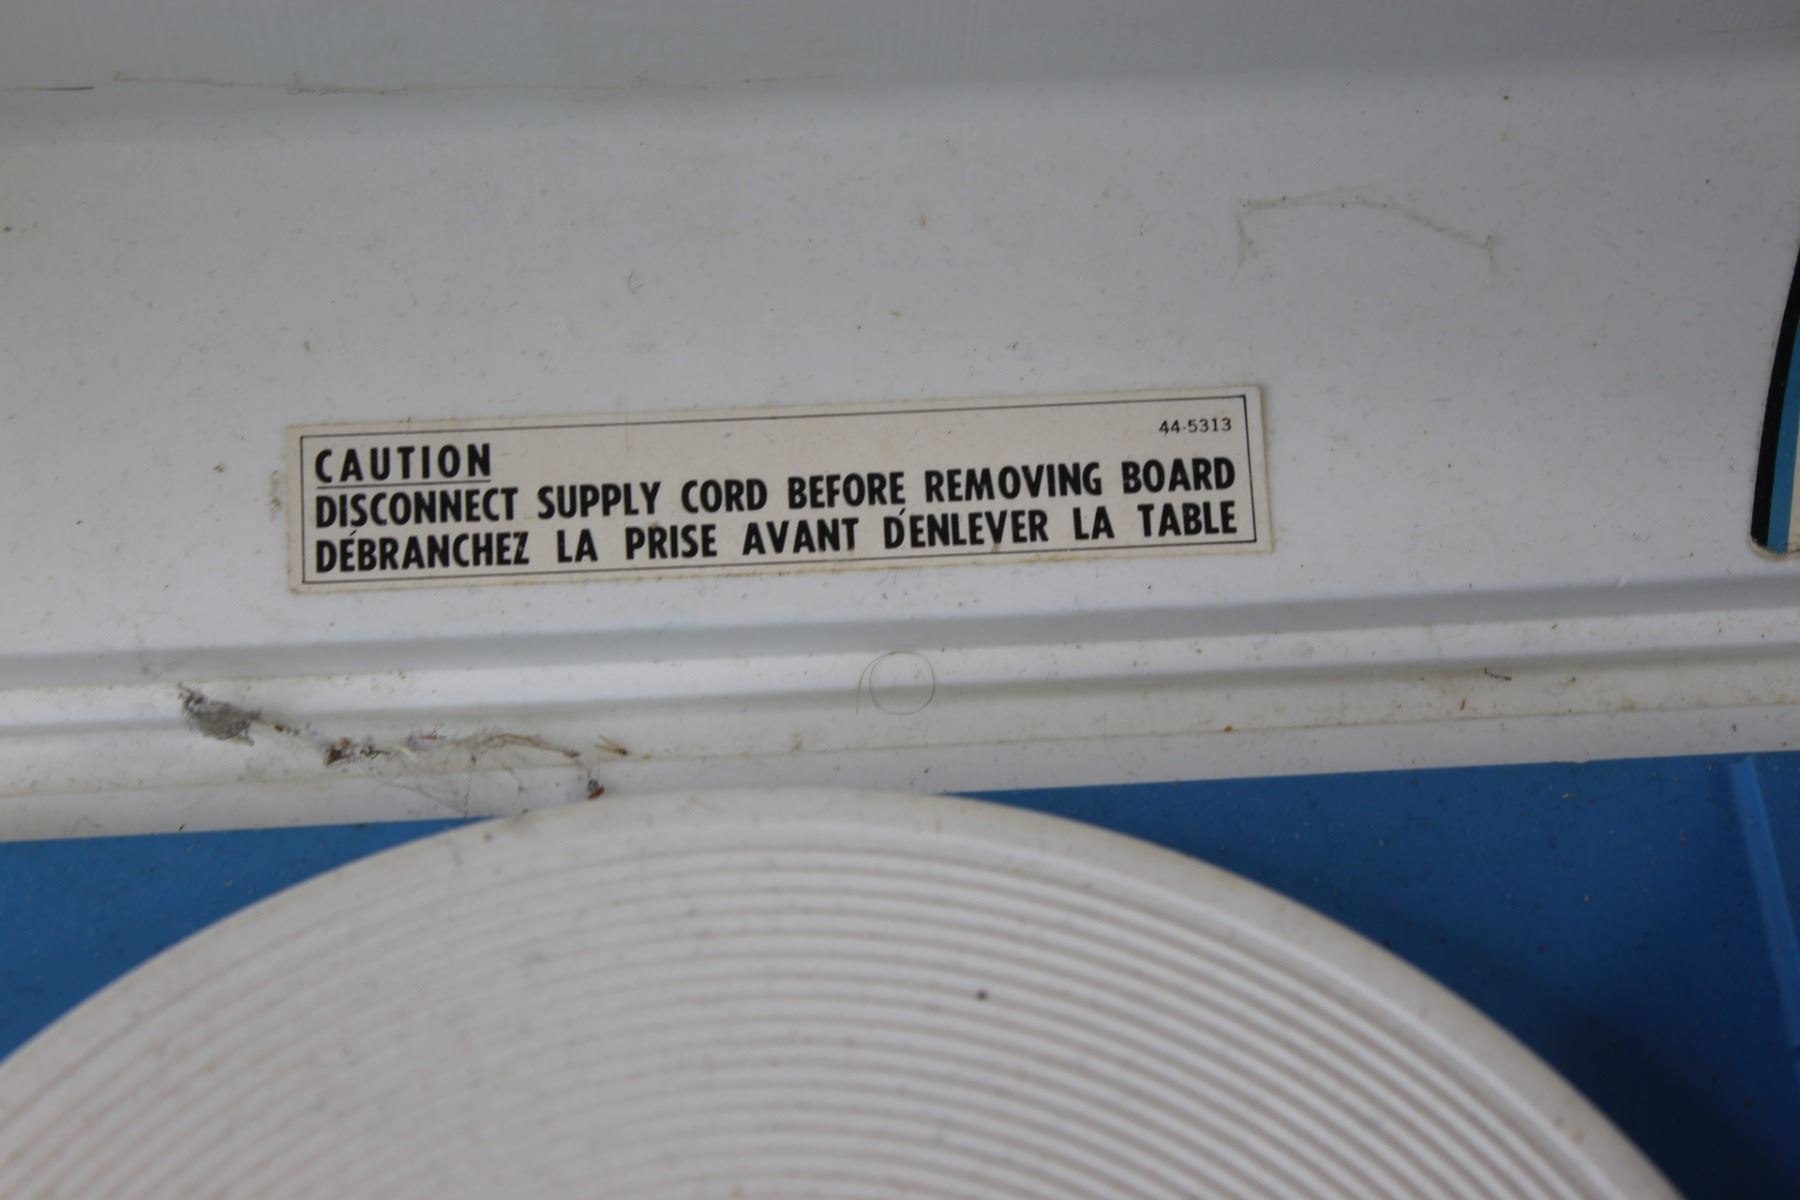 44-5313
CAUTION
DISCONNECT SUPPLY CORD BEFORE REMOVING BOARD
DÉBRANCHEZ LA PRISE AVANT D'ENLEVER LA TABLE